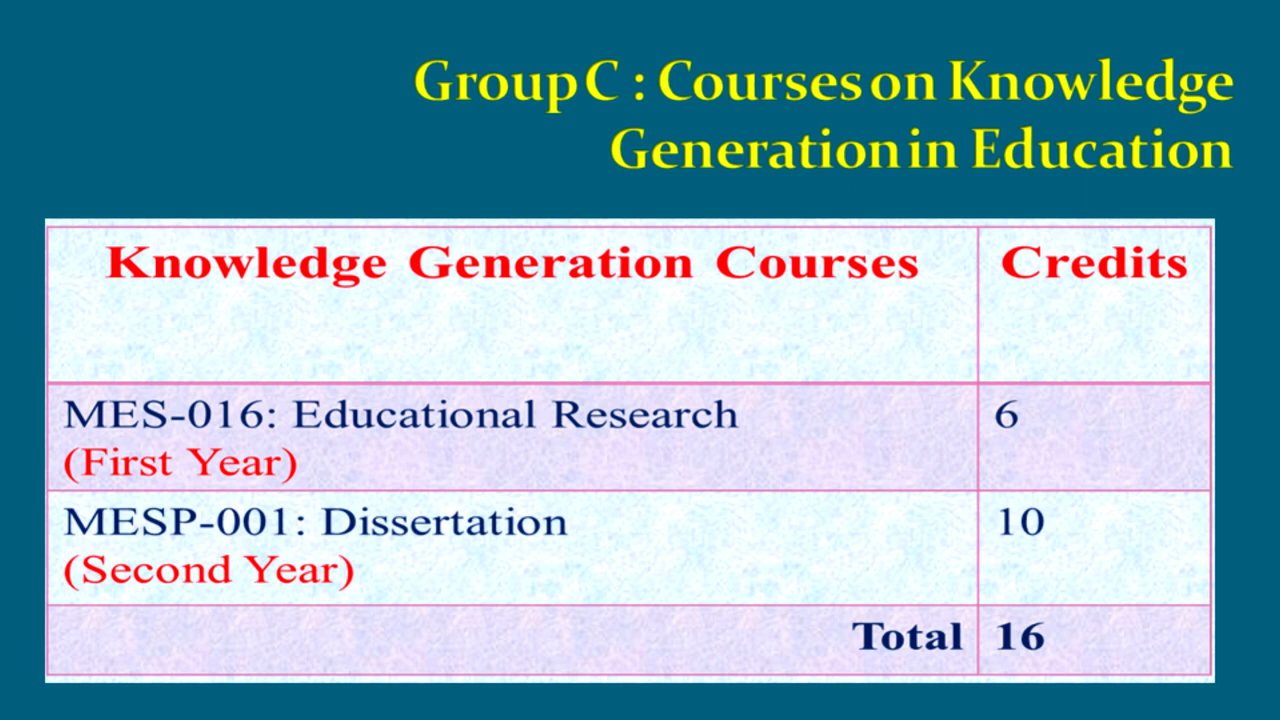 Group C : Courses on Knowledge
Generation in Education
Knowledge Generation Courses Credits
MES-016: Educational Research 6
(First Year)
MESP-001: Dissertation 10
(Second Year)
Total 16